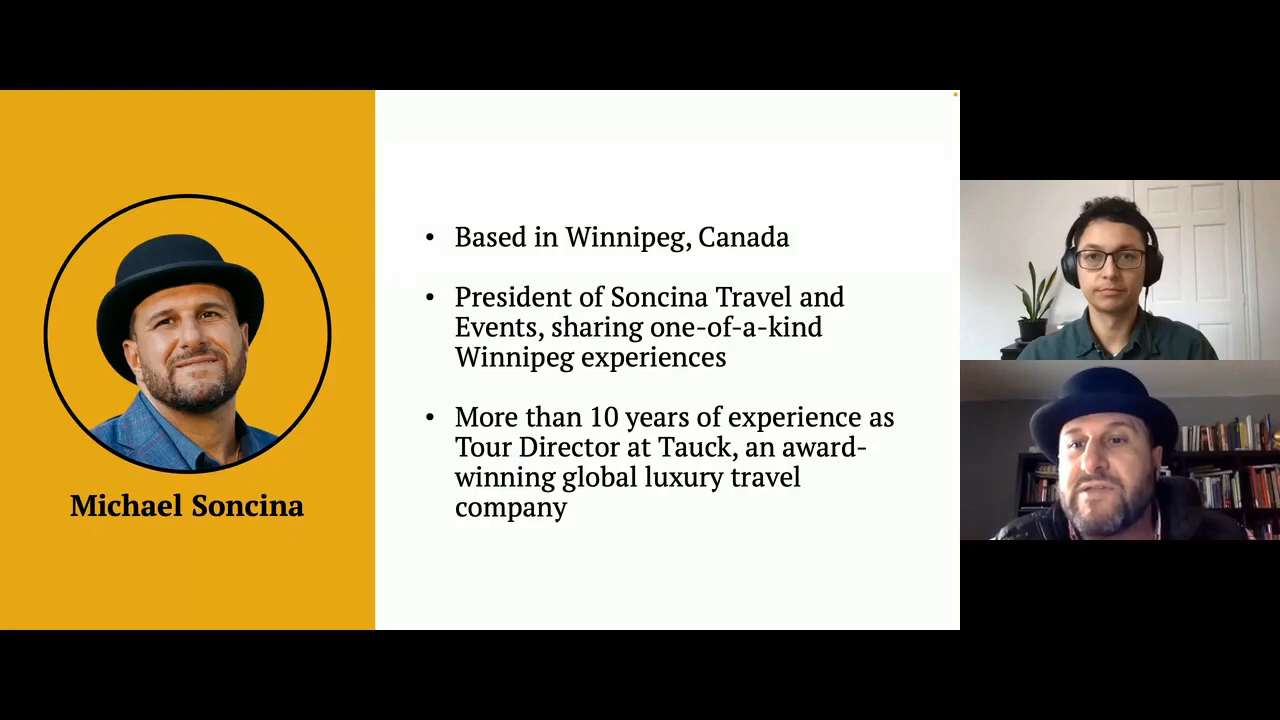 Michael Soncina
• Based in Winnipeg, Canada
• President of Soncina Travel and
Events, sharing one-of-a-kind
Winnipeg experiences
• More than 10 years of experience as
Tour Director at Tauck, an award-
winning global luxury travel
company